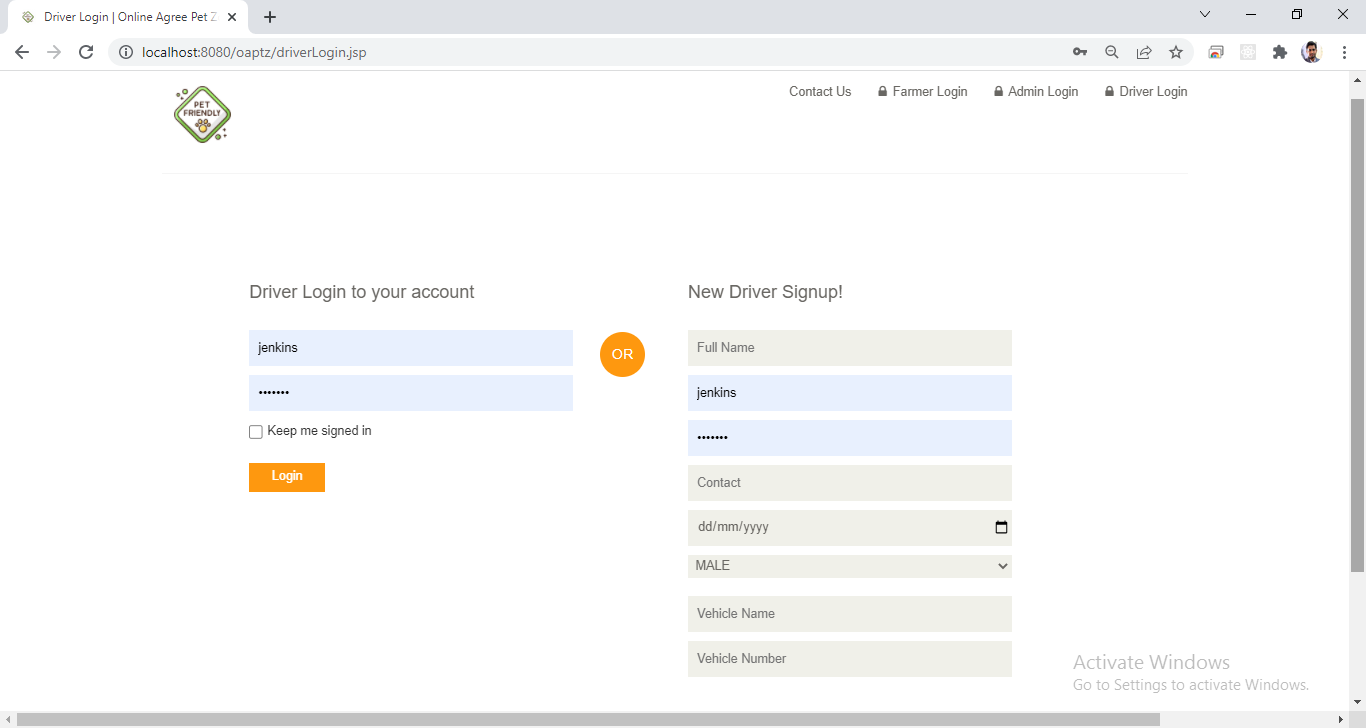 Driver Login | Online Agree Pet Z
localhost:8080/oaptz/driverLogin.jsp
PET
FRIENDLY
Contact Us
Farmer Login
Admin Login
Driver Login
Driver Login to your account
jenkins
•••••••
Keep me signed in
Login
OR
New Driver Signup!
Full Name
jenkins
•••••••
Contact
dd/mm/yyyy
MALE
Vehicle Name
Vehicle Number
Activate Windows
Go to Settings to activate Windows.